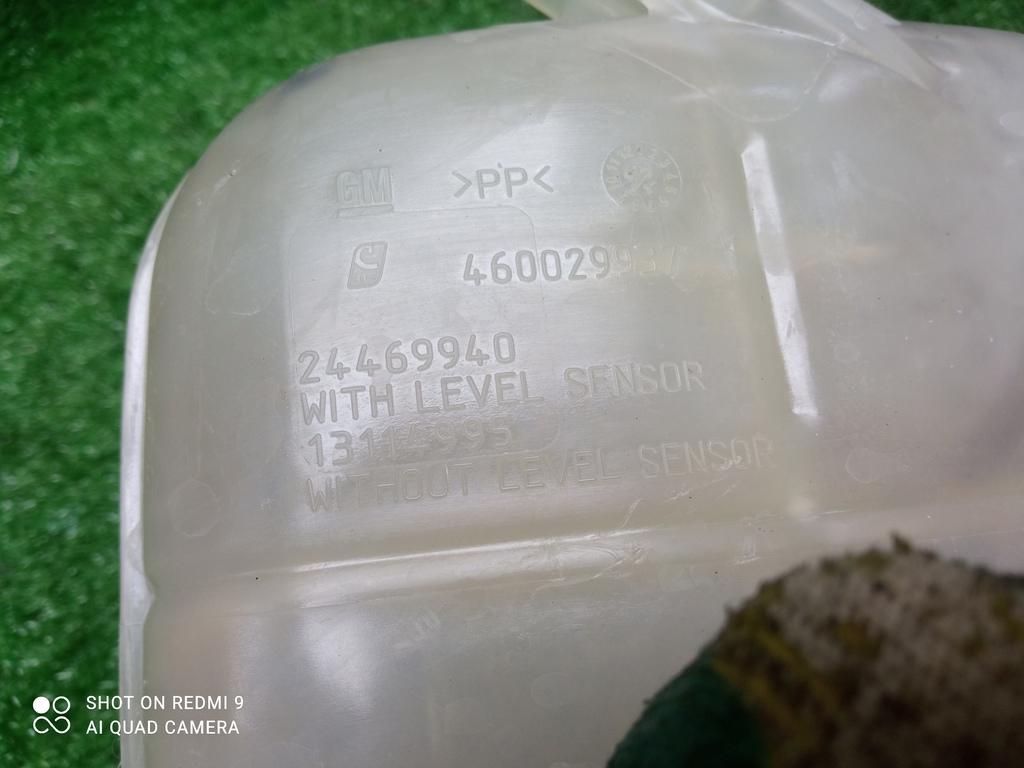 GM >PP<
24469940
WITH LEVEL SENSOR
13114995
WITHOUT LEVEL SENSOR
SHOT ON REDMI 9
AI QUAD CAMERA